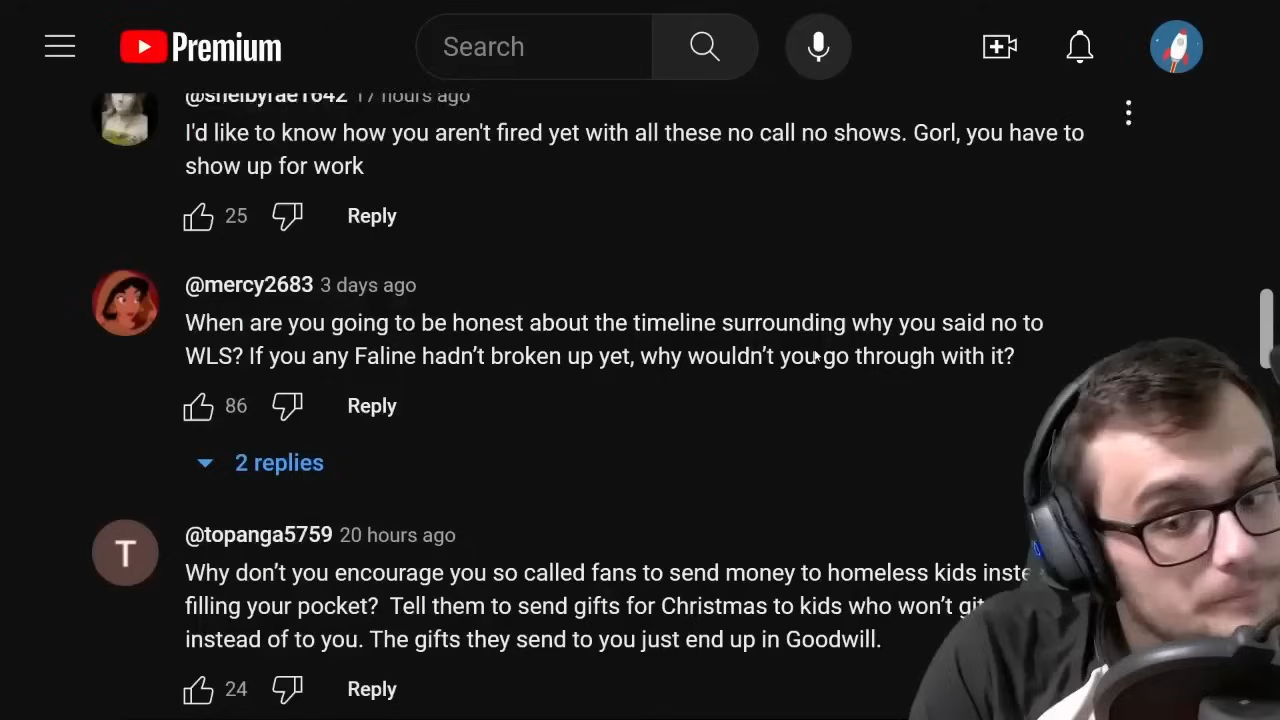 Premium
Search
@shelbyrae1642 17 hours ago
I'd like to know how you aren't fired yet with all these no call no shows. Gorl, you have to
show up for work
25 Reply
@mercy2683 3 days ago
When are you going to be honest about the timeline surrounding why you said no to
WLS? If you any Faline hadn’t broken up yet, why wouldn’t you go through with it?
86 Reply
2 replies
T
@topanga5759 20 hours ago
Why don’t you encourage you so called fans to send money to homeless kids
filling your pocket? Tell them to send gifts for Christmas to kids who won’t
instead of to you. The gifts they send to you just end up in Goodwill.
24 Reply